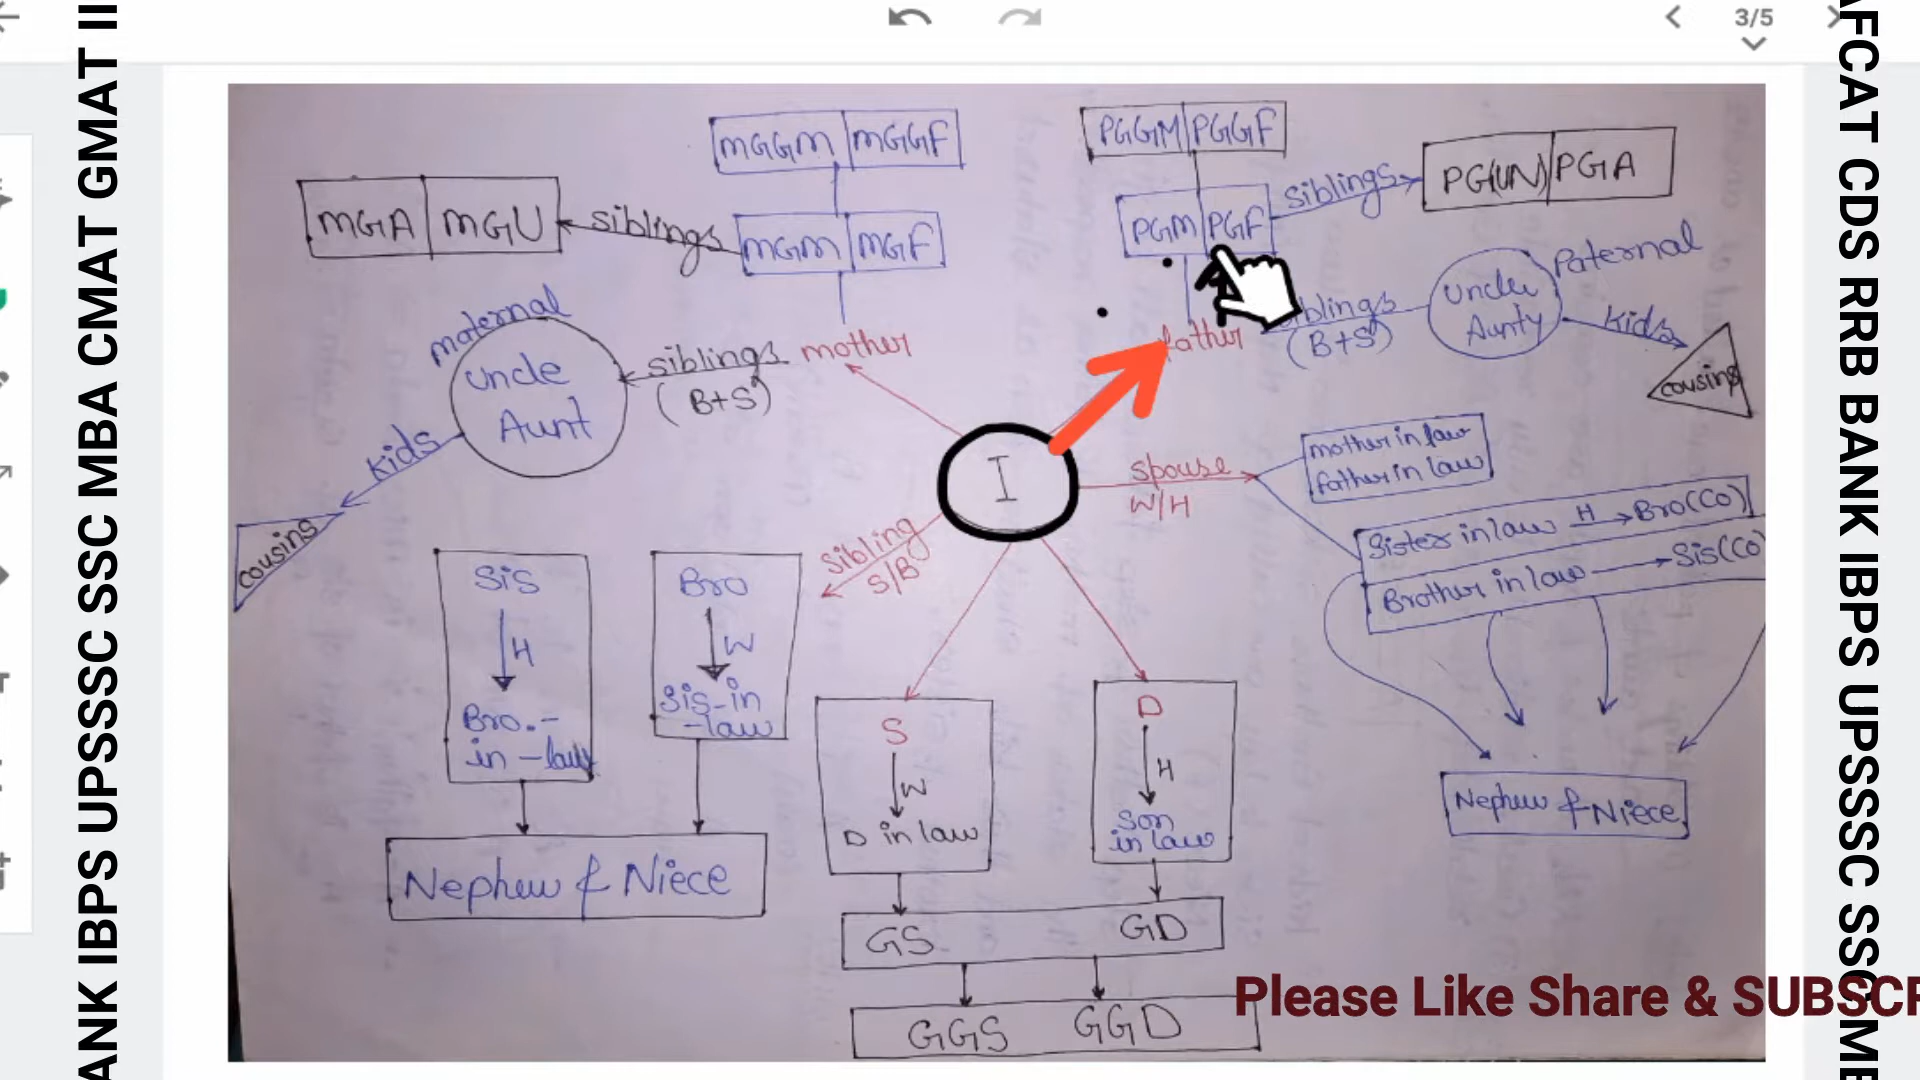 3/5
ANK IBPS UPSSSC SSC MBA CMAT GMAT II
AFCAT CDS RRB BANK IBPS UPSSSC SSC ME
MGGM MGGF
PGGM PGGF
MGA MGU
siblings
MGM MGF
PGM PGF
siblings
PG(UN) PGA
maternal
uncle
Aunt
siblings
(B+S)
mother
father
(B+S)
uncle
Aunty
Paternal
kids
cousins
kids
cousins
I
spouse
W/H
mother in law
father in law
Sister in law H Bro(Co)
Brother in law Sis(Co)
Nephew & Niece
sibling
S/B
Sis
H
Bro.-
in-law
Bro
W
Sis-in
-law
Nephew & Niece
S
W
D in law
D
H
Son
in law
GS GD
GGS GGD
Please Like Share & SUBSCR